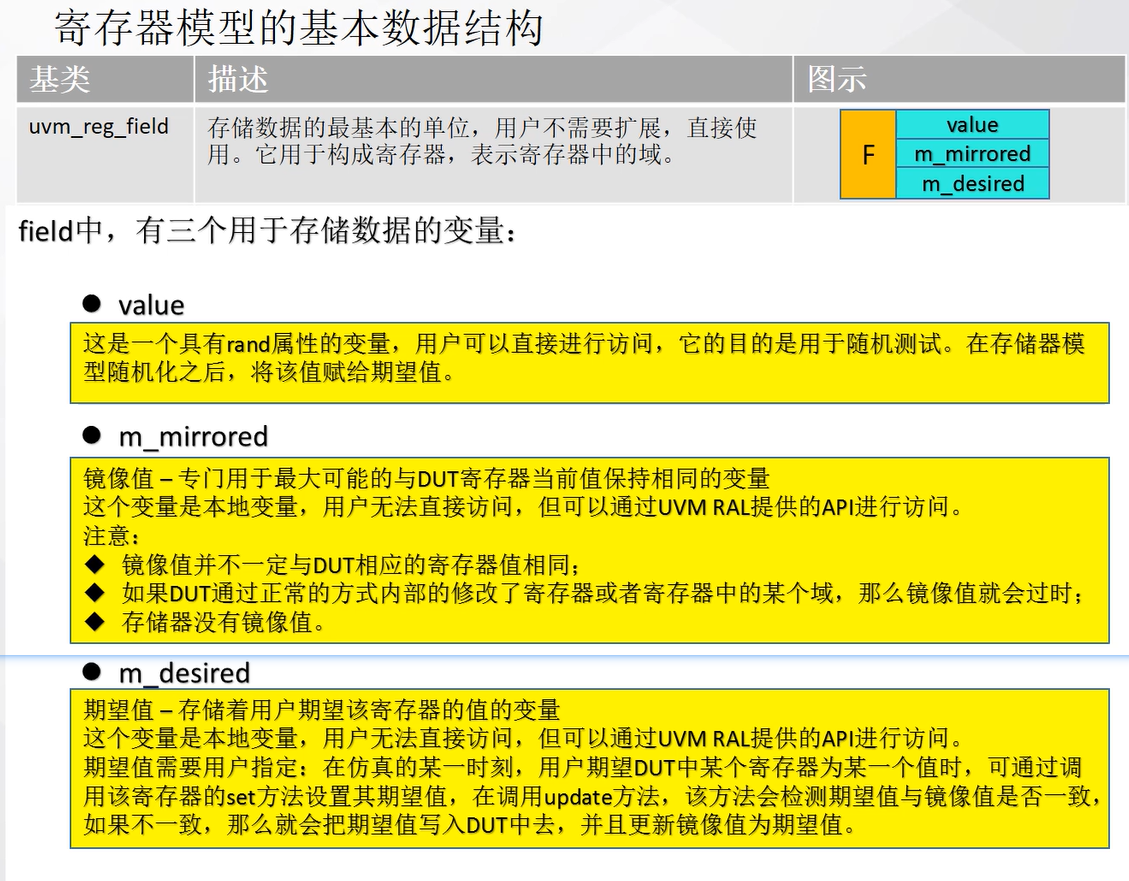 寄存器模型的基本数据结构
基类 描述 图示
uvm_reg_field 存储数据的最基本的单位，用户不需要扩展，直接使
用。它用于构成寄存器，表示寄存器中的域。
F
value
m_mirrored
m_desired
field中，有三个用于存储数据的变量：
● value
这是一个具有rand属性的变量，用户可以直接进行访问，它的目的是用于随机测试。在存储器模
型随机化之后，将该值赋给期望值。
● m_mirrored
镜像值 – 专门用于最大可能的与DUT寄存器当前值保持相同的变量
这个变量是本地变量，用户无法直接访问，但可以通过UVM RAL提供的API进行访问。
注意：
◆ 镜像值并不一定与DUT相应的寄存器值相同；
◆ 如果DUT通过正常的方式内部的修改了寄存器或者寄存器中的某个域，那么镜像值就会过时；
◆ 存储器没有镜像值。
● m_desired
期望值 – 存储着用户期望该寄存器的值的变量
这个变量是本地变量，用户无法直接访问，但可以通过UVM RAL提供的API进行访问。
期望值需要用户指定：在仿真的某一时刻，用户期望DUT中某个寄存器为某一个值时，可通过调
用该寄存器的set方法设置其期望值，在调用update方法，该方法会检测期望值与镜像值是否一致，
如果不一致，那么就会把期望值写入DUT中去，并且更新镜像值为期望值。